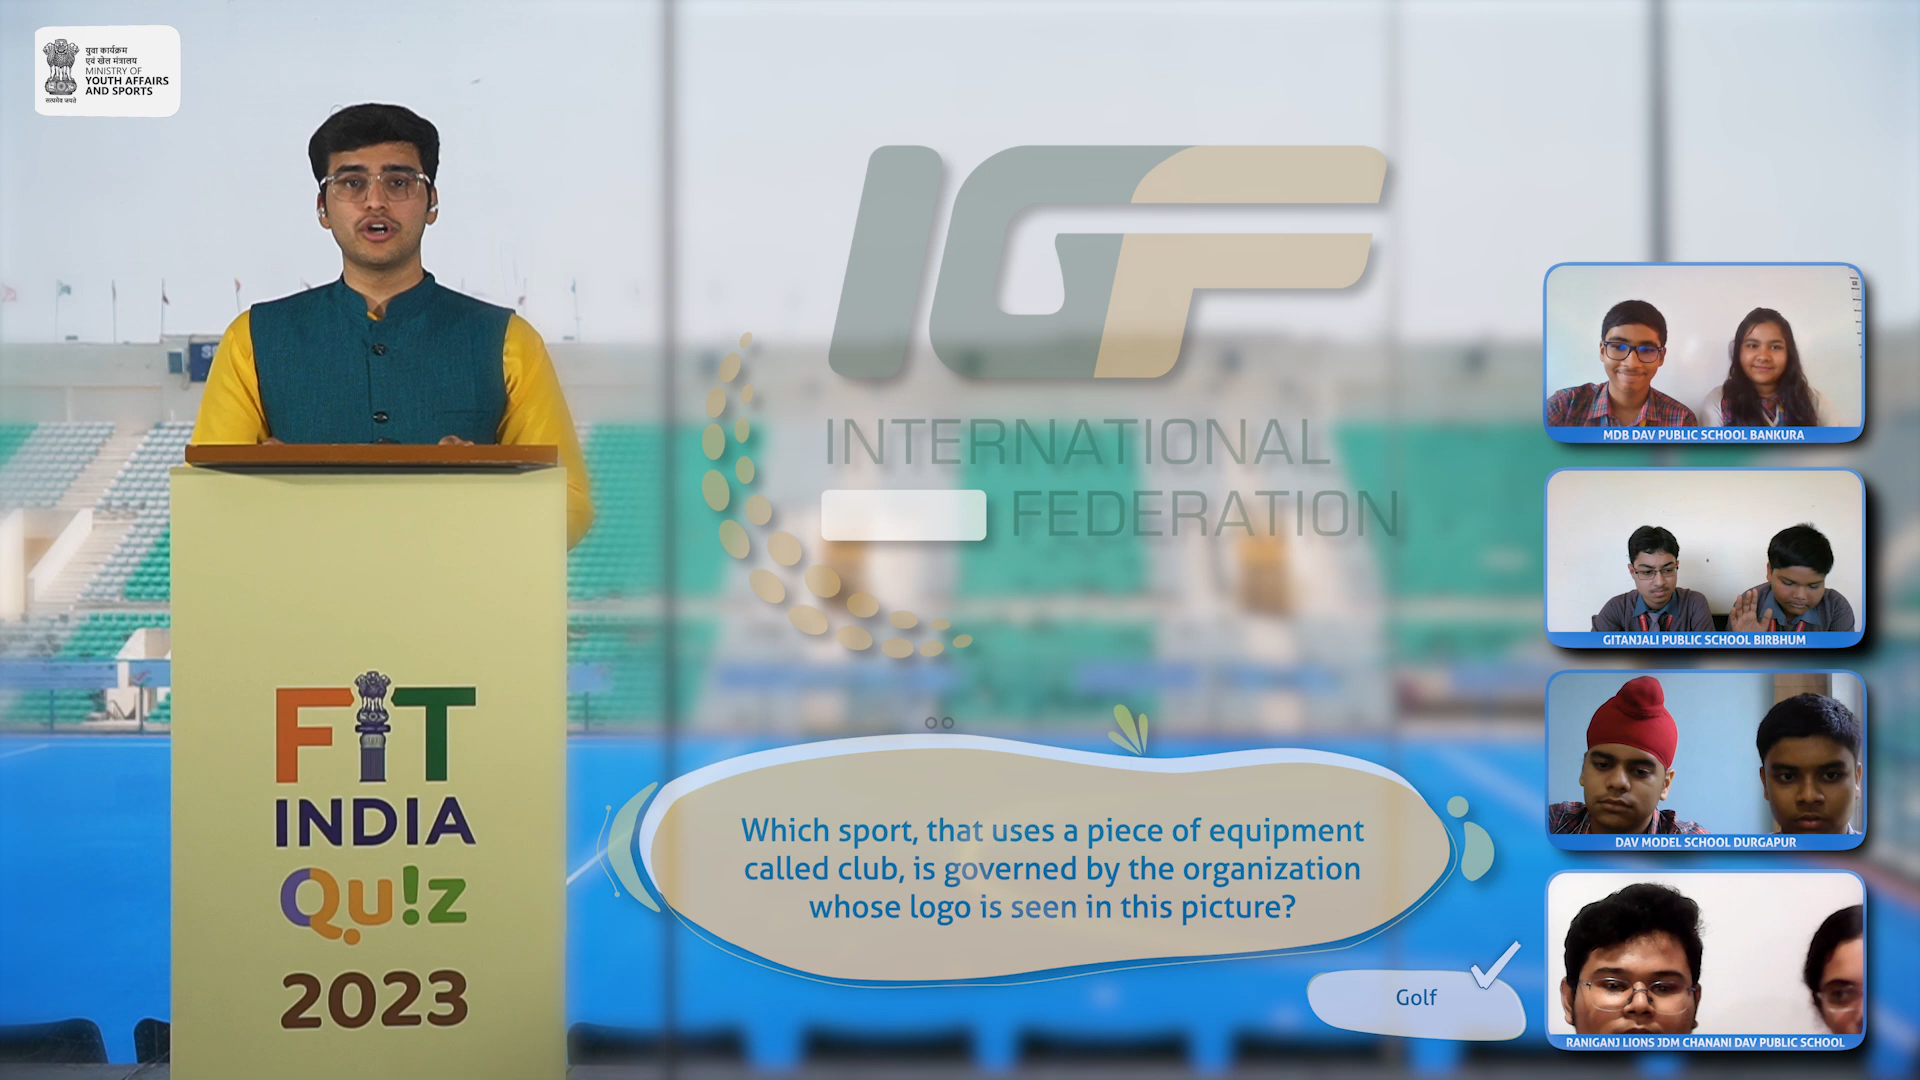 युवा कार्यक्रम
एवं खेल मंत्रालय
MINISTRY OF
YOUTH AFFAIRS
AND SPORTS
सत्यमेव जयते
IGF
INTERNATIONAL
FEDERATION
MDB DAV PUBLIC SCHOOL BANKURA
GITANJALI PUBLIC SCHOOL BIRBHUM
DAV MODEL SCHOOL DURGAPUR
RANIGANJ LIONS JDM CHANANI DAV PUBLIC SCHOOL
FIT
INDIA
Qu!z
2023
Which sport, that uses a piece of equipment
called club, is governed by the organization
whose logo is seen in this picture?
Golf